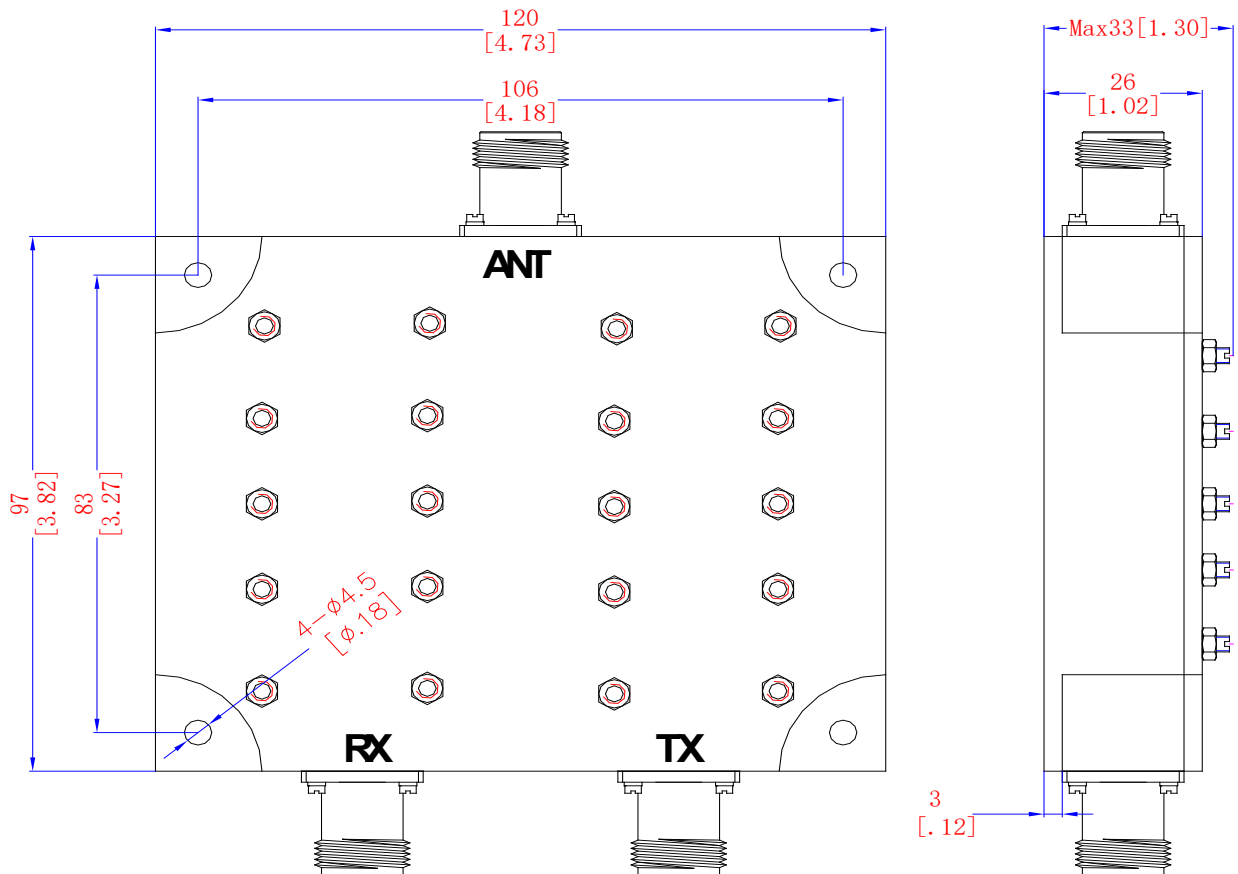 120
[4.73]
Max33[1.30]
106
[4.18]
26
[1.02]
ANT
97
[3.82]
83
[3.27]
4-φ4.5
[φ.18]
RX
TX
3
[.12]